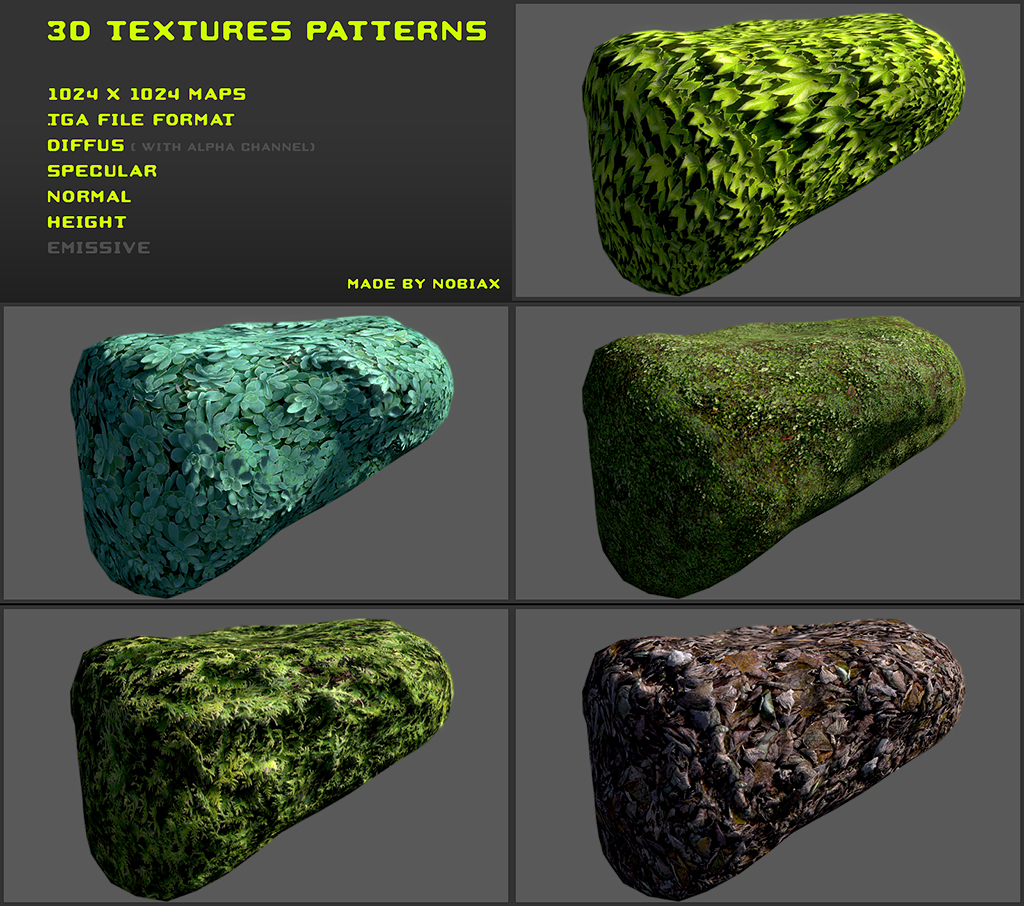 3D TEXTURES PATTERNS
1024 X 1024 MAPS
TGA FILE FORMAT
DIFFUS ( WITH ALPHA CHANNEL)
SPECULAR
NORMAL
HEIGHT
EMISSIVE
MADE BY NOBIAX